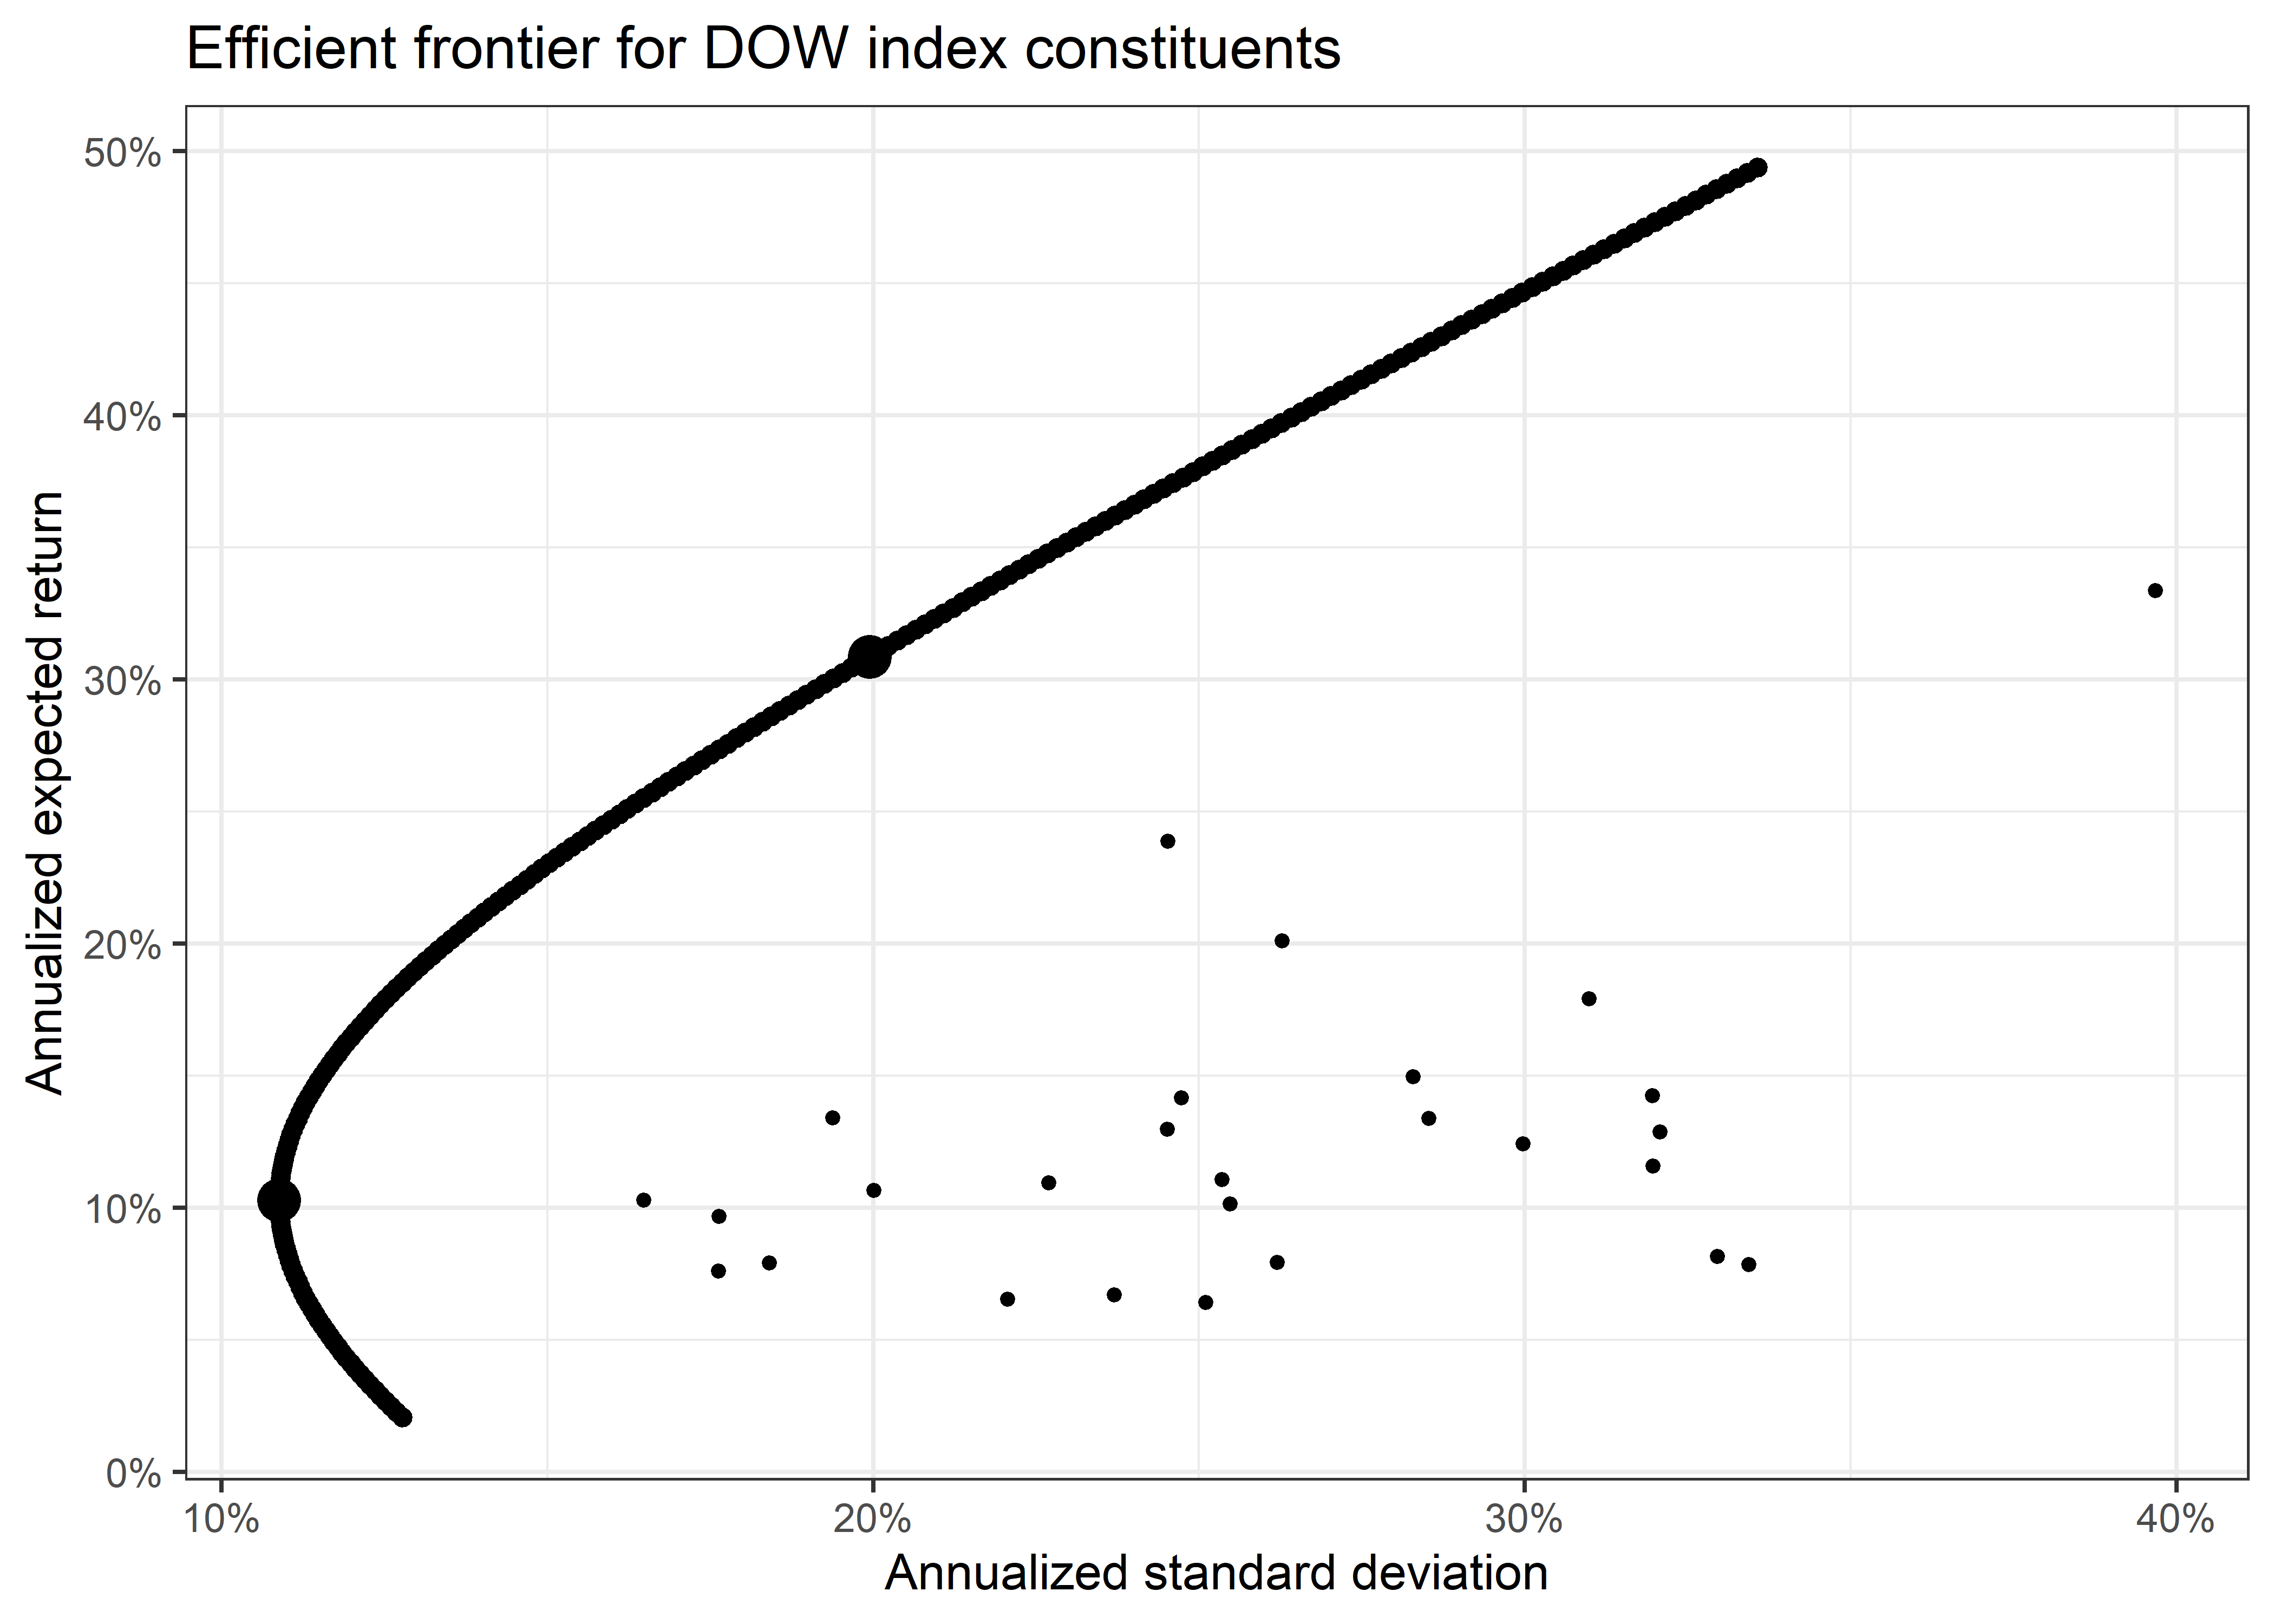 Efficient frontier for DOW index constituents
50%
40%
30%
20%
10%
0%
Annualized expected return
10% 20% 30% 40%
Annualized standard deviation